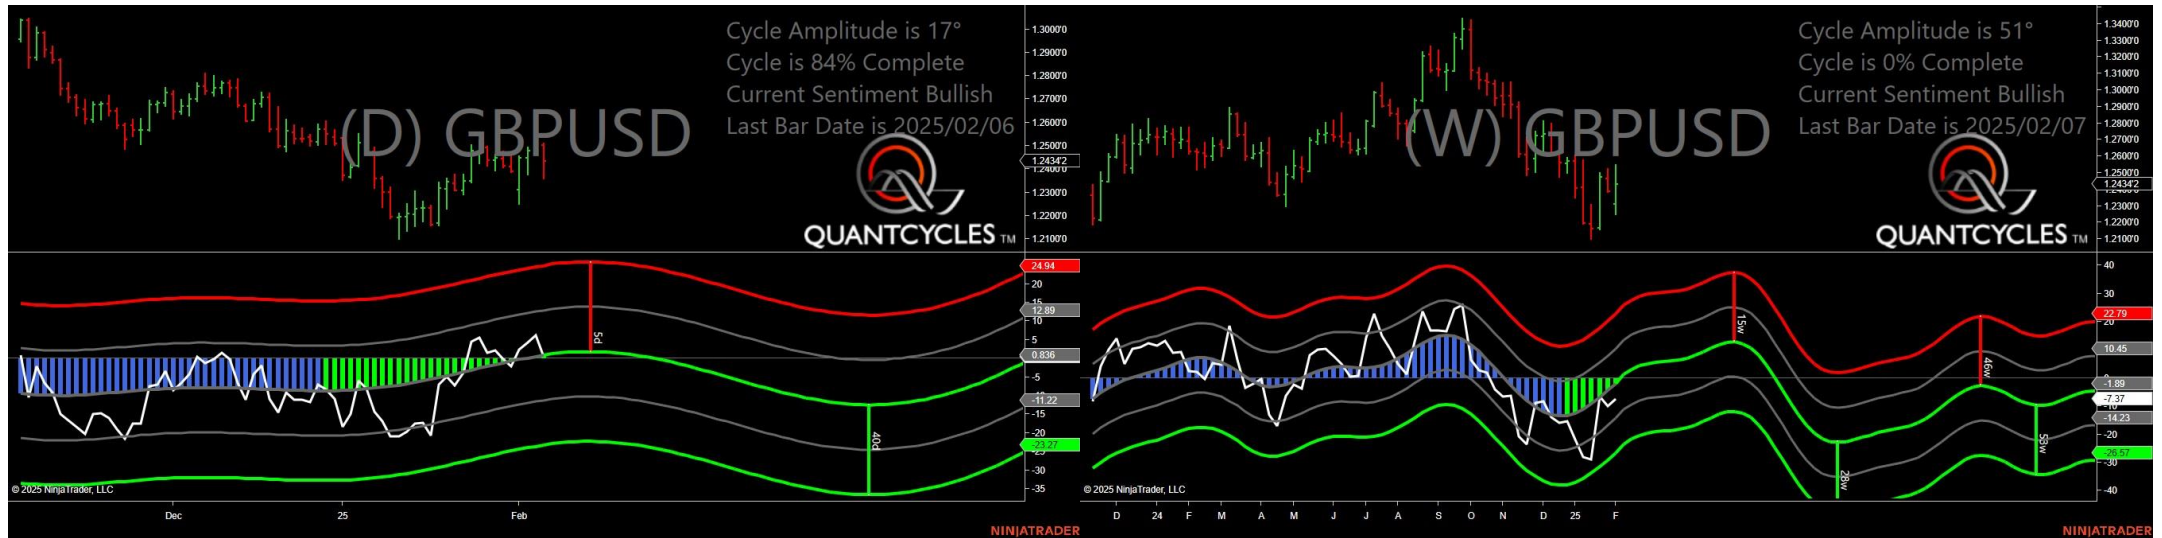 Cycle Amplitude is 17°
Cycle is 84% Complete
Current Sentiment Bullish
Last Bar Date is 2025/02/06
(D) GBPUSD
QUANTCYCLES TM
1.3000'0
1.2900'0
1.2800'0
1.2700'0
1.2600'0
1.2500'0
1.2434'2
1.2400'0
1.2300'0
1.2200'0
1.2100'0
24.94
20
15
12.89
10
5
0.836
-5
-11.22
-15
-20
-23.27
-30
-35
5d
40d
© 2025 NinjaTrader, LLC
Dec
25
Feb
NINJATRADER
Cycle Amplitude is 51°
Cycle is 0% Complete
Current Sentiment Bullish
Last Bar Date is 2025/02/07
(W) GBPUSD
QUANTCYCLES TM
1.3400'0
1.3300'0
1.3200'0
1.3100'0
1.3000'0
1.2900'0
1.2800'0
1.2700'0
1.2600'0
1.2500'0
1.2434'2
1.2300'0
1.2200'0
1.2100'0
40
30
22.79
20
10.45
-1.89
-7.37
-10
-14.23
-20
-26.57
-30
-40
15w
46w
28w
53w
© 2025 NinjaTrader, LLC
D 24 F M A M J J A S O N D 25 F
NINJATRADER